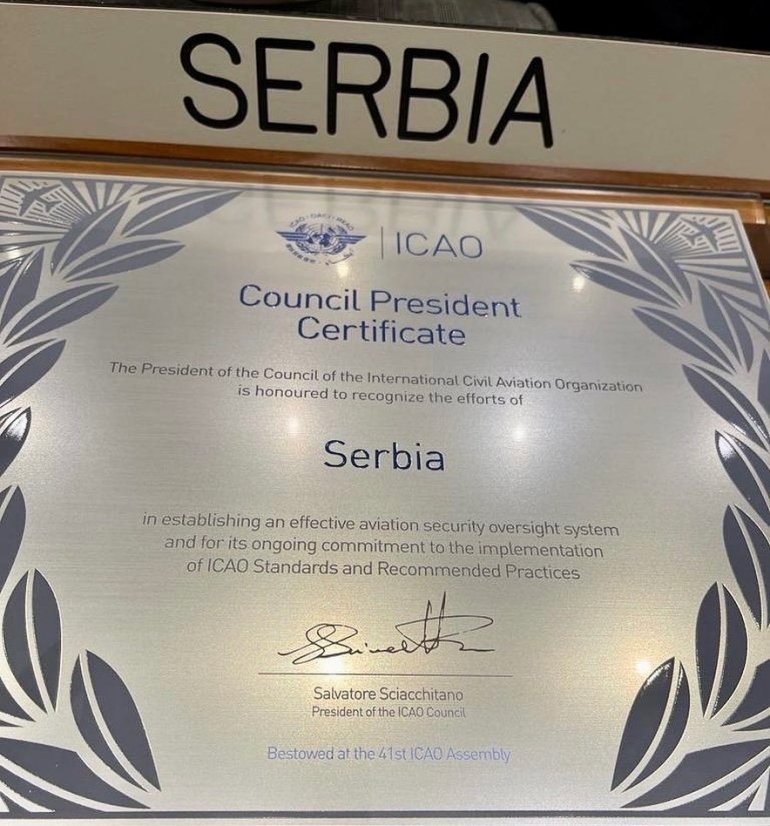 SERBIA
ICAO
Council President
Certificate
The President of the Council of the International Civil Aviation Organization
is honoured to recognize the efforts of
Serbia
in establishing an effective aviation security oversight system
and for its ongoing commitment to the implementation
of ICAO Standards and Recommended Practices
Salvatore Sciacchitano
President of the ICAO Council
Bestowed at the 41st ICAO Assembly